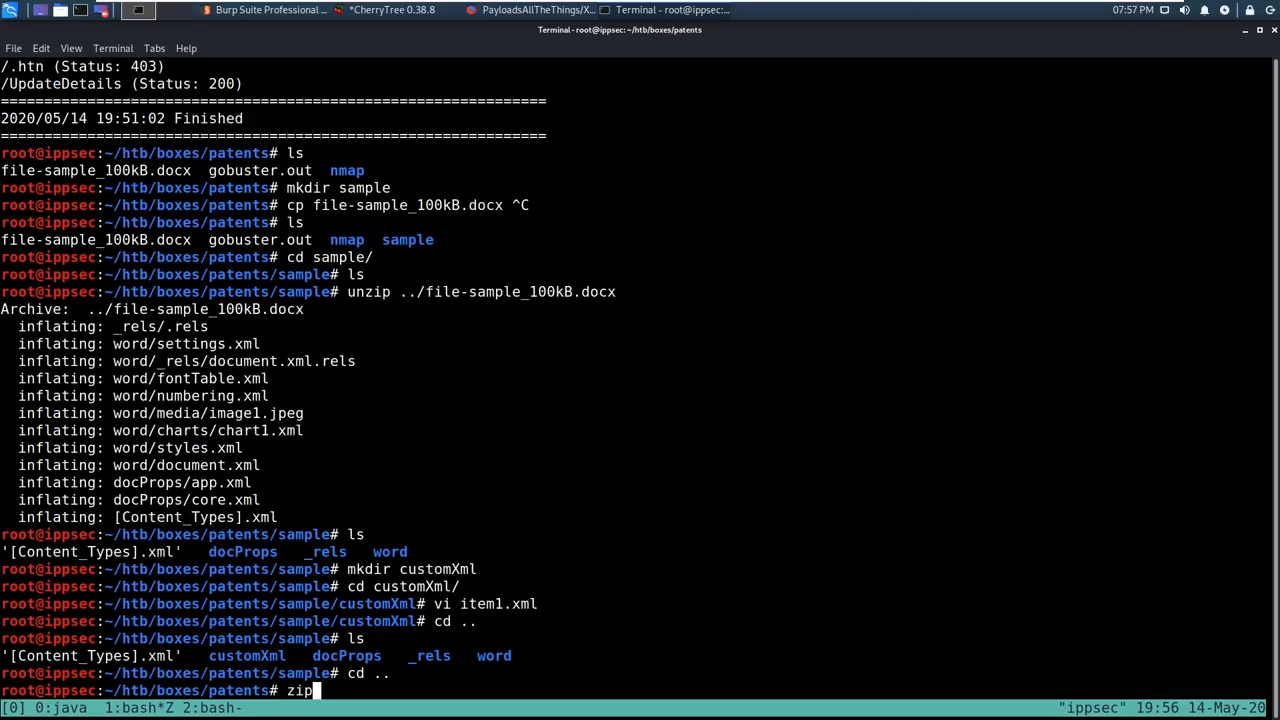 Burp Suite Professional ... *CherryTree 0.38.8 PayloadsAllTheThings/X... Terminal - root@ippsec:... 07:57 PM
Terminal - root@ippsec: ~/htb/boxes/patents
File Edit View Terminal Tabs Help
/.htn (Status: 403)
/UpdateDetails (Status: 200)
===============================================================
2020/05/14 19:51:02 Finished
===============================================================
root@ippsec:~/htb/boxes/patents# ls
file-sample_100kB.docx  gobuster.out  nmap
root@ippsec:~/htb/boxes/patents# mkdir sample
root@ippsec:~/htb/boxes/patents# cp file-sample_100kB.docx ^C
root@ippsec:~/htb/boxes/patents# ls
file-sample_100kB.docx  gobuster.out  nmap  sample
root@ippsec:~/htb/boxes/patents# cd sample/
root@ippsec:~/htb/boxes/patents/sample# ls
root@ippsec:~/htb/boxes/patents/sample# unzip ../file-sample_100kB.docx
Archive:  ../file-sample_100kB.docx
  inflating: _rels/.rels
  inflating: word/settings.xml
  inflating: word/_rels/document.xml.rels
  inflating: word/fontTable.xml
  inflating: word/numbering.xml
  inflating: word/media/image1.jpeg
  inflating: word/charts/chart1.xml
  inflating: word/styles.xml
  inflating: word/document.xml
  inflating: docProps/app.xml
  inflating: docProps/core.xml
  inflating: [Content_Types].xml
root@ippsec:~/htb/boxes/patents/sample# ls
'[Content_Types].xml'   docProps   _rels   word
root@ippsec:~/htb/boxes/patents/sample# mkdir customXml
root@ippsec:~/htb/boxes/patents/sample# cd customXml/
root@ippsec:~/htb/boxes/patents/sample/customXml# vi item1.xml
root@ippsec:~/htb/boxes/patents/sample/customXml# cd ..
root@ippsec:~/htb/boxes/patents/sample# ls
'[Content_Types].xml'   customXml   docProps   _rels   word
root@ippsec:~/htb/boxes/patents/sample# cd ..
root@ippsec:~/htb/boxes/patents# zip
[0] 0:java  1:bash*Z 2:bash- "ippsec" 19:56 14-May-20